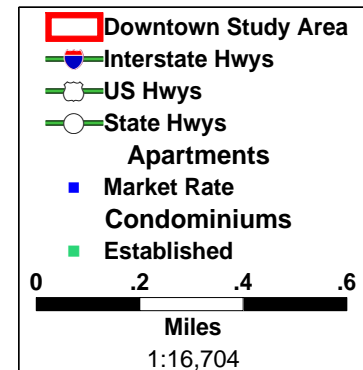 Downtown Study Area
Interstate Hwys
US Hwys
State Hwys
Apartments
Market Rate
Condominiums
Established
0 .2 .4 .6
Miles
1:16,704